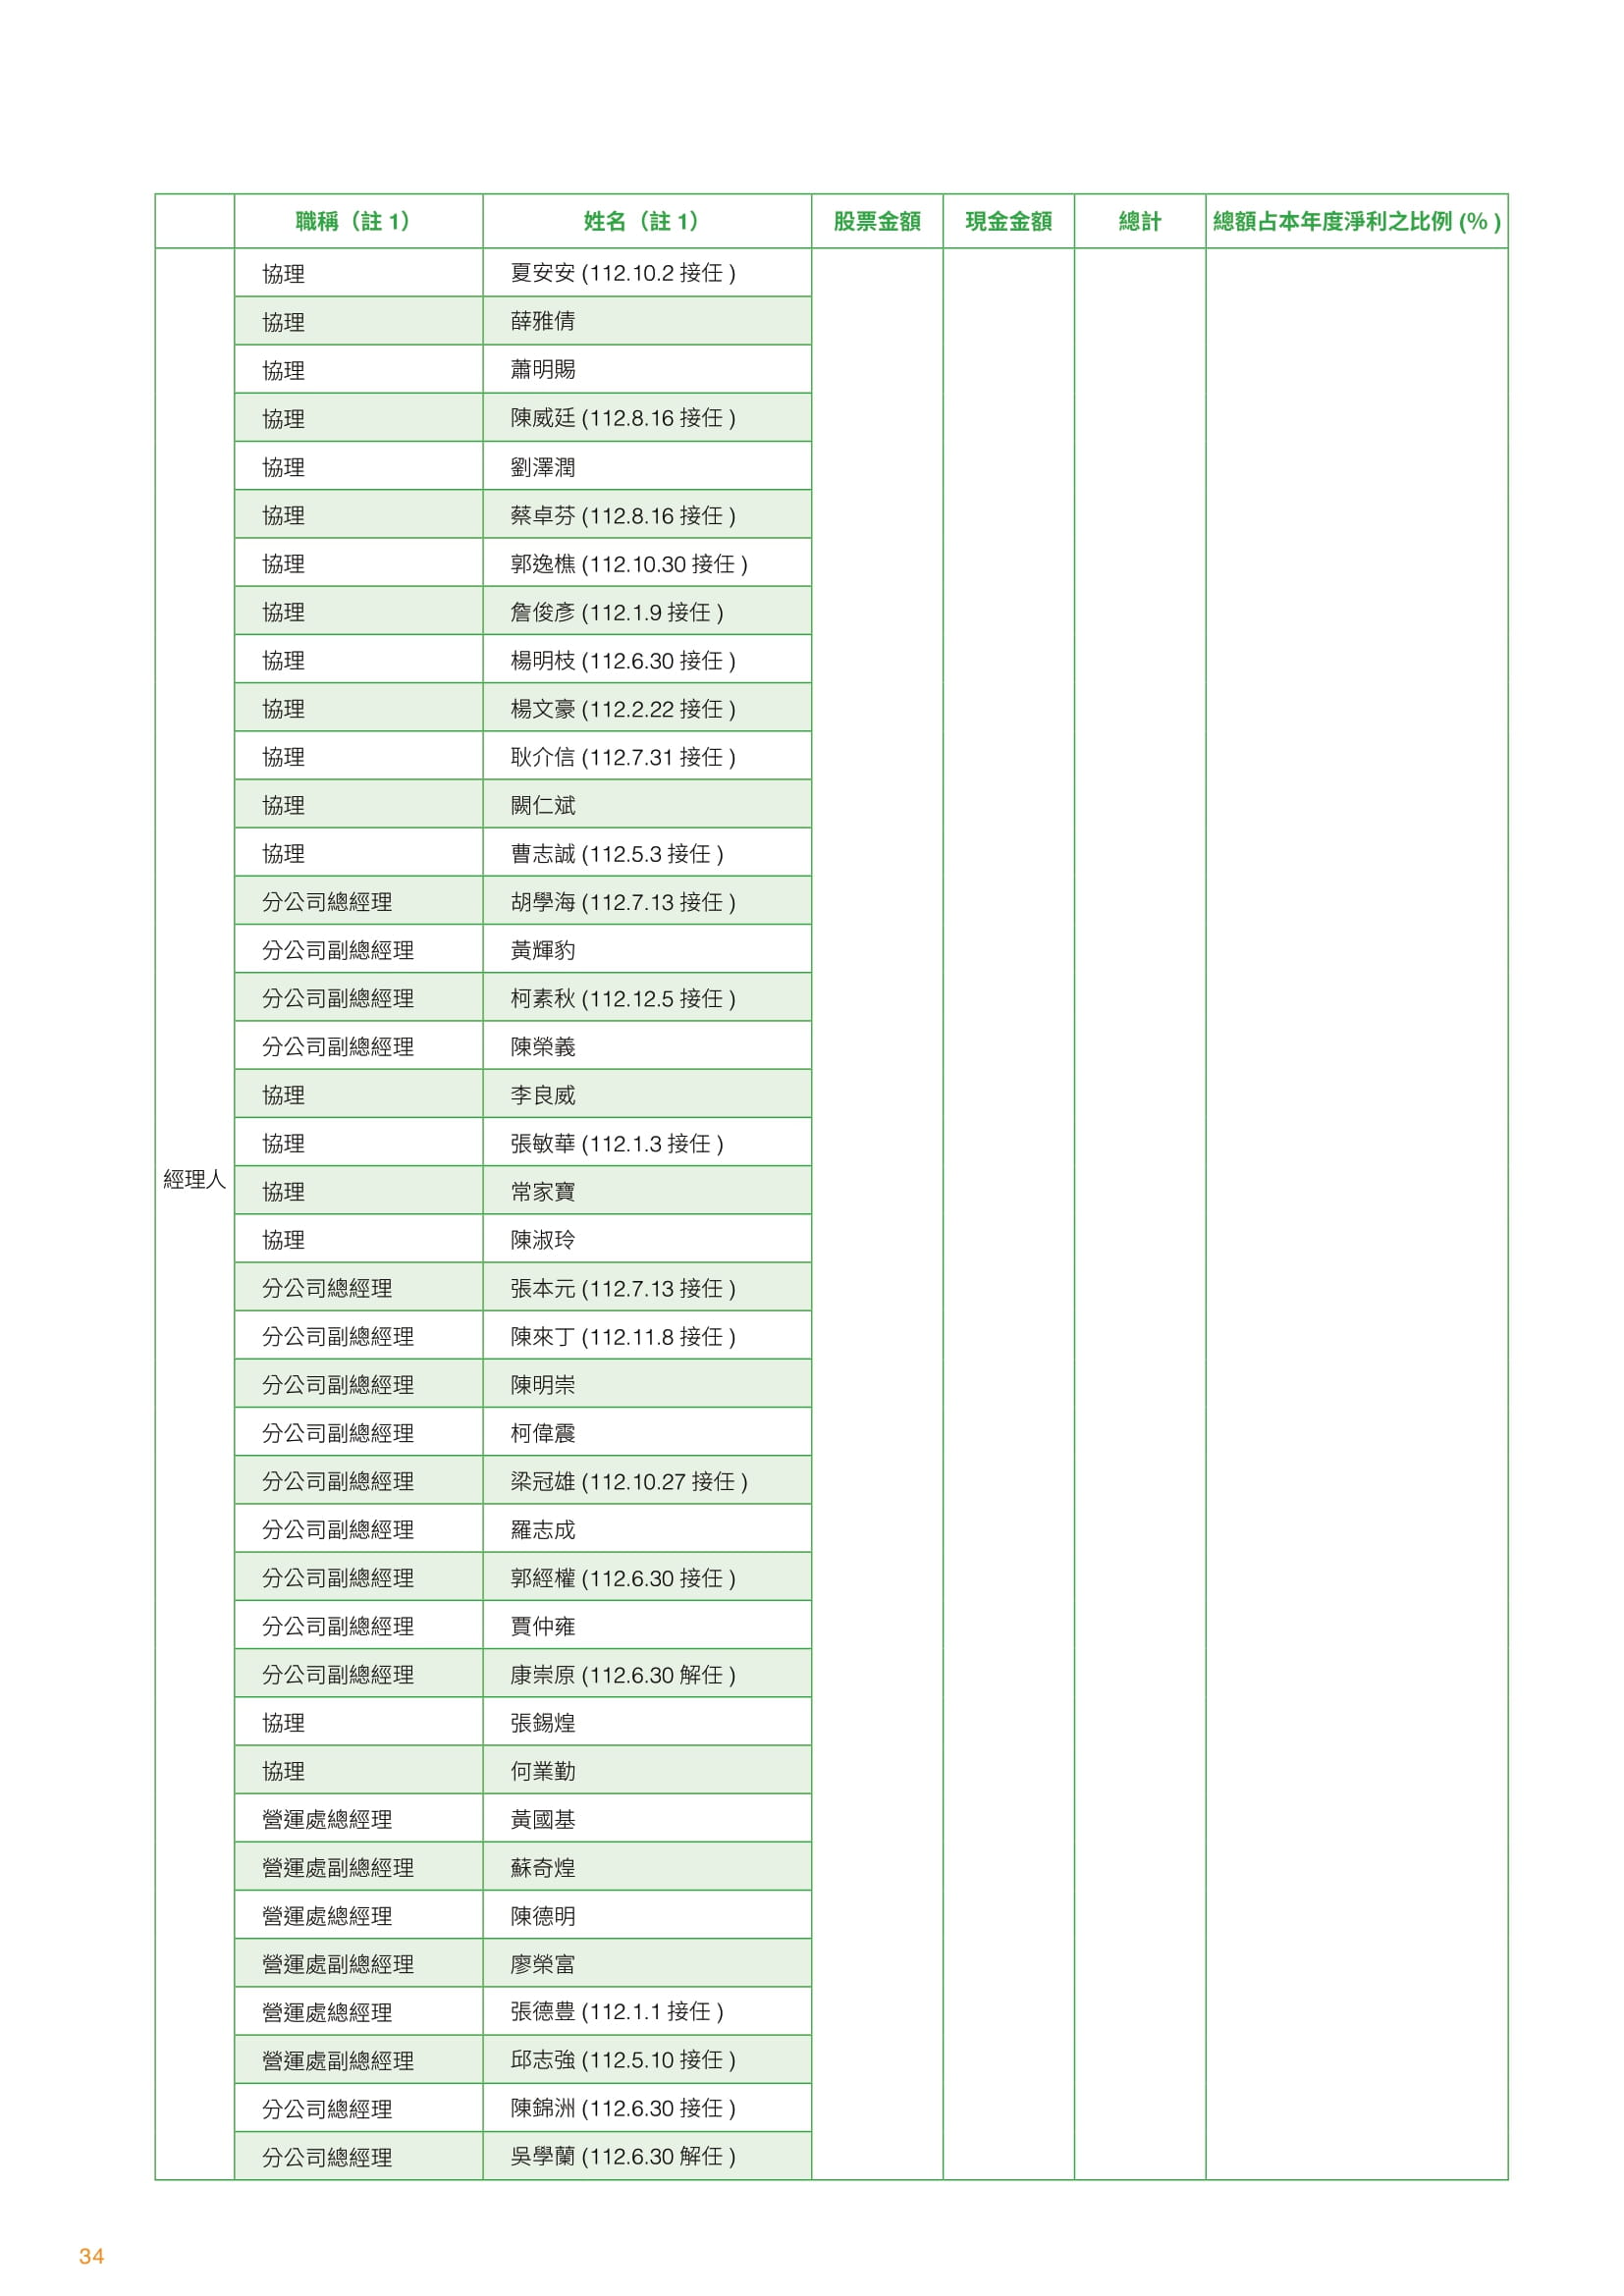 職稱（註 1） 姓名（註 1） 股票金額 現金金額 總計 總額占本年度淨利之比例 (% )
協理 夏安安 (112.10.2 接任 )
協理 薛雅倩
協理 蕭明賜
協理 陳威廷 (112.8.16 接任 )
協理 劉澤潤
協理 蔡卓芬 (112.8.16 接任 )
協理 郭逸樵 (112.10.30 接任 )
協理 詹俊彥 (112.1.9 接任 )
協理 楊明枝 (112.6.30 接任 )
協理 楊文豪 (112.2.22 接任 )
協理 耿介信 (112.7.31 接任 )
協理 闕仁斌
協理 曹志誠 (112.5.3 接任 )
分公司總經理 胡學海 (112.7.13 接任 )
分公司副總經理 黃輝豹
分公司副總經理 柯素秋 (112.12.5 接任 )
分公司副總經理 陳榮義
協理 李良威
協理 張敏華 (112.1.3 接任 )
經理人
協理 常家寶
協理 陳淑玲
分公司總經理 張本元 (112.7.13 接任 )
分公司副總經理 陳來丁 (112.11.8 接任 )
分公司副總經理 陳明崇
分公司副總經理 柯偉震
分公司副總經理 梁冠雄 (112.10.27 接任 )
分公司副總經理 羅志成
分公司副總經理 郭經權 (112.6.30 接任 )
分公司副總經理 賈仲雍
分公司副總經理 康崇原 (112.6.30 解任 )
協理 張錫煌
協理 何業勤
營運處總經理 黃國基
營運處副總經理 蘇奇煌
營運處總經理 陳德明
營運處副總經理 廖榮富
營運處總經理 張德豊 (112.1.1 接任 )
營運處副總經理 邱志強 (112.5.10 接任 )
分公司總經理 陳錦洲 (112.6.30 接任 )
分公司總經理 吳學蘭 (112.6.30 解任 )
34